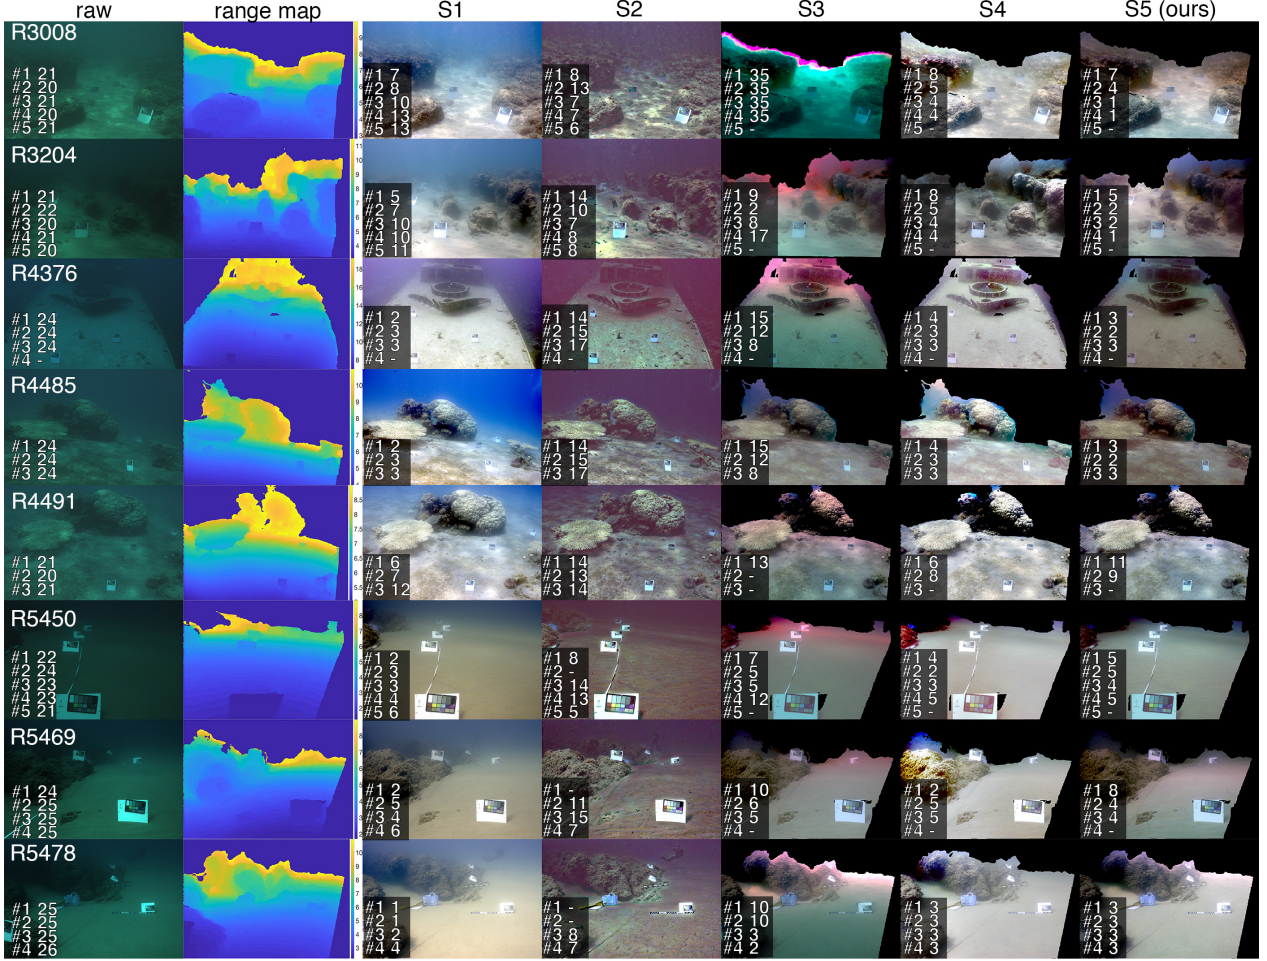 raw range map S1 S2 S3 S4 S5 (ours)
R3008
#1 21 #1 7 #1 8 #1 35 #1 8 #1 7
#2 20 #2 8 #2 13 #2 35 #2 5 #2 4
#3 21 #3 10 #3 7 #3 35 #3 4 #3 1
#4 20 #4 13 #4 7 #4 35 #4 4 #4 1
#5 21 #5 13 #5 6 #5 - #5 - #5 -
R3204
#1 21 #1 5 #1 14 #1 9 #1 8 #1 5
#2 22 #2 7 #2 10 #2 2 #2 5 #2 2
#3 20 #3 10 #3 7 #3 8 #3 4 #3 2
#4 21 #4 10 #4 8 #4 17 #4 4 #4 1
#5 20 #5 11 #5 8 #5 - #5 - #5 -
R4376
#1 24 #1 2 #1 14 #1 15 #1 4 #1 3
#2 24 #2 3 #2 15 #2 12 #2 3 #2 2
#3 24 #3 3 #3 17 #3 8 #3 3 #3 3
#4 - #4 - #4 - #4 - #4 - #4 -
R4485
#1 24 #1 2 #1 14 #1 15 #1 4 #1 3
#2 24 #2 3 #2 15 #2 12 #2 3 #2 2
#3 24 #3 3 #3 17 #3 8 #3 3 #3 3
R4491
#1 21 #1 6 #1 14 #1 13 #1 6 #1 11
#2 20 #2 7 #2 13 #2 - #2 8 #2 9
#3 21 #3 12 #3 14 #3 - #3 - #3 -
R5450
#1 22 #1 2 #1 8 #1 7 #1 4 #1 5
#2 24 #2 3 #2 - #2 5 #2 2 #2 5
#3 23 #3 3 #3 14 #3 5 #3 3 #3 4
#4 23 #4 4 #4 13 #4 12 #4 5 #4 5
#5 21 #5 6 #5 5 #5 - #5 - #5 -
R5469
#1 24 #1 2 #1 - #1 10 #1 2 #1 8
#2 25 #2 5 #2 11 #2 6 #2 5 #2 4
#3 25 #3 4 #3 15 #3 5 #3 5 #3 4
#4 25 #4 6 #4 7 #4 - #4 - #4 -
R5478
#1 25 #1 1 #1 - #1 10 #1 3 #1 3
#2 25 #2 1 #2 - #2 10 #2 3 #2 3
#3 25 #3 2 #3 8 #3 3 #3 3 #3 3
#4 26 #4 4 #4 7 #4 2 #4 3 #4 3